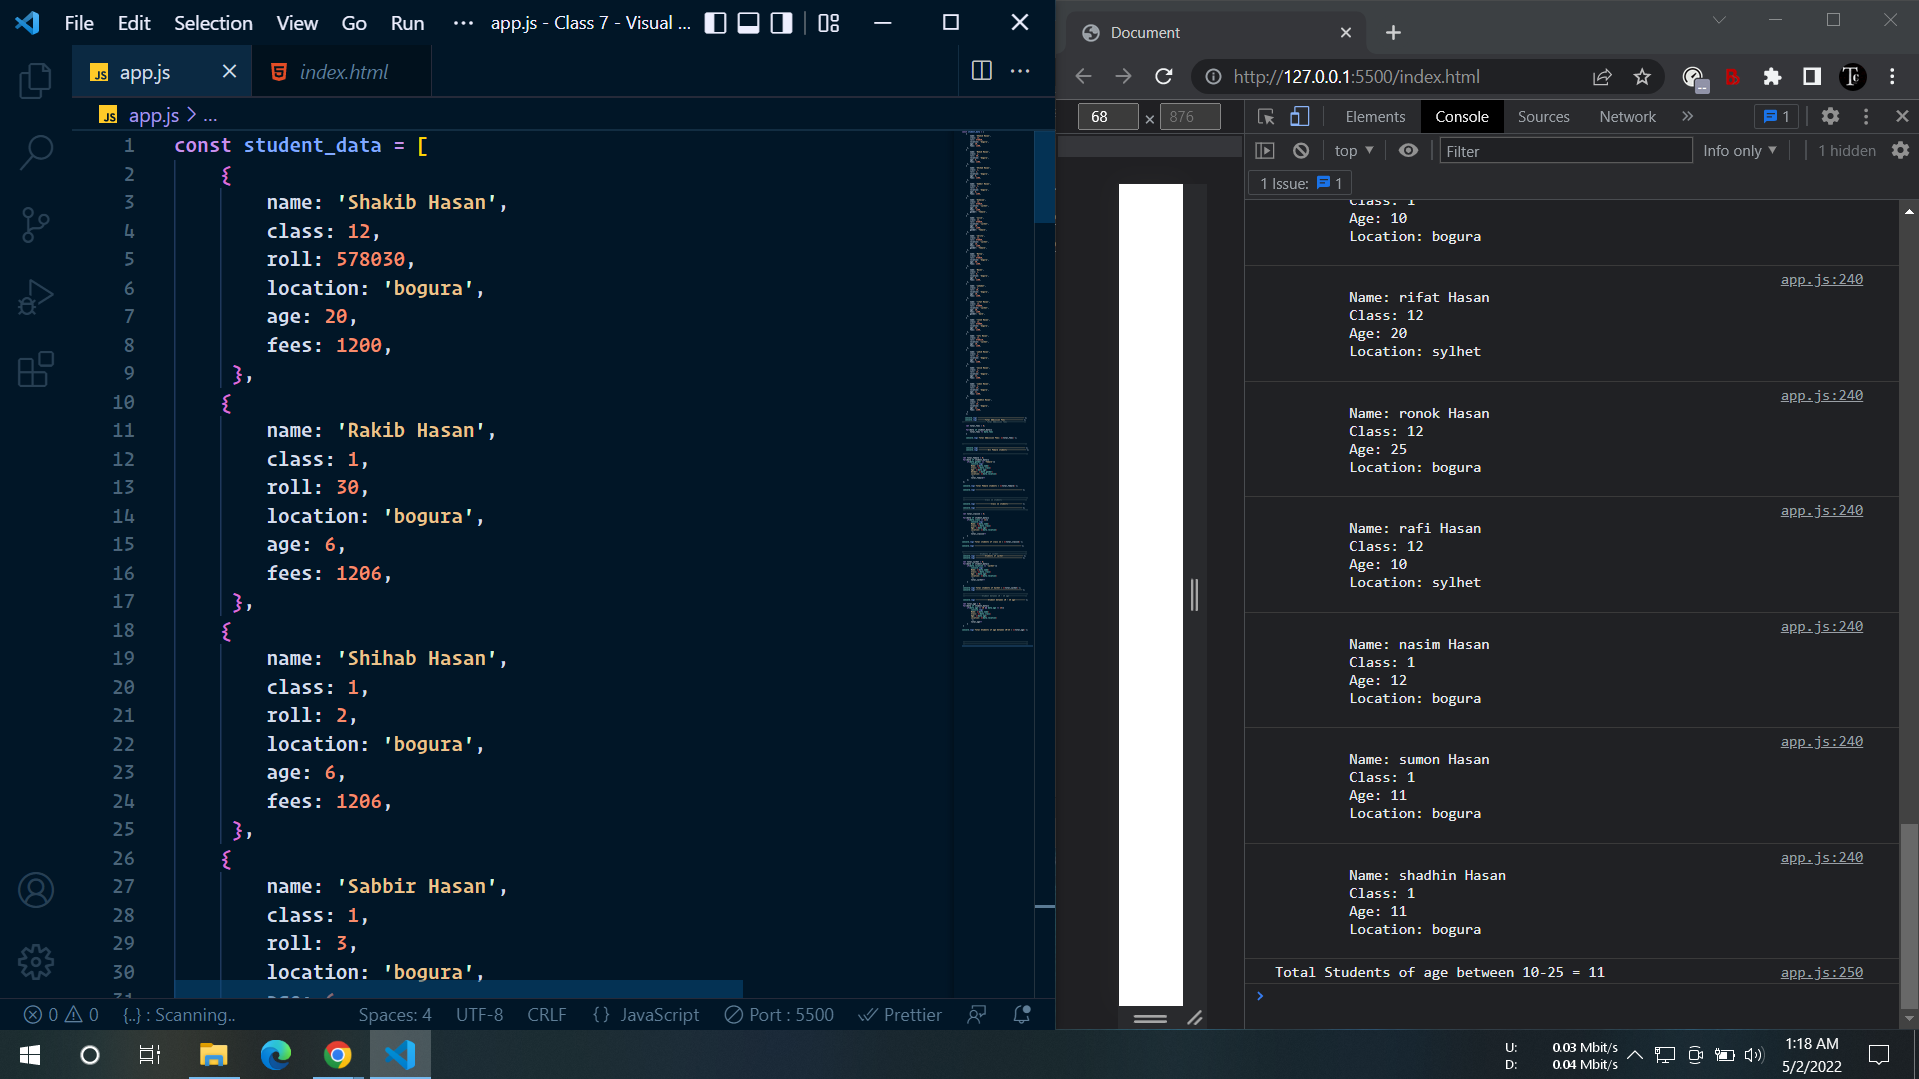 File Edit Selection View Go Run ··· app.js - Class 7 - Visual ...
app.js
index.html
app.js > ...
1 const student_data = [
2 {
3 name: 'Shakib Hasan',
4 class: 12,
5 roll: 578030,
6 location: 'bogura',
7 age: 20,
8 fees: 1200,
9 },
10 {
11 name: 'Rakib Hasan',
12 class: 1,
13 roll: 30,
14 location: 'bogura',
15 age: 6,
16 fees: 1206,
17 },
18 {
19 name: 'Shihab Hasan',
20 class: 1,
21 roll: 2,
22 location: 'bogura',
23 age: 6,
24 fees: 1206,
25 },
26 {
27 name: 'Sabbir Hasan',
28 class: 1,
29 roll: 3,
30 location: 'bogura',
0 0 {..} : Scanning.. Spaces: 4 UTF-8 CRLF {} JavaScript Port : 5500 Prettier
Document
http://127.0.0.1:5500/index.html
68 × 876
Elements Console Sources Network » 1
top Filter Info only 1 hidden
1 Issue: 1
Class: 1
Age: 10
Location: bogura
app.js:240
Name: rifat Hasan
Class: 12
Age: 20
Location: sylhet
app.js:240
Name: ronok Hasan
Class: 12
Age: 25
Location: bogura
app.js:240
Name: rafi Hasan
Class: 12
Age: 10
Location: sylhet
app.js:240
Name: nasim Hasan
Class: 1
Age: 12
Location: bogura
app.js:240
Name: sumon Hasan
Class: 1
Age: 11
Location: bogura
app.js:240
Name: shadhin Hasan
Class: 1
Age: 11
Location: bogura
Total Students of age between 10-25 = 11 app.js:250
U: 0.03 Mbit/s
D: 0.04 Mbit/s
1:18 AM
5/2/2022